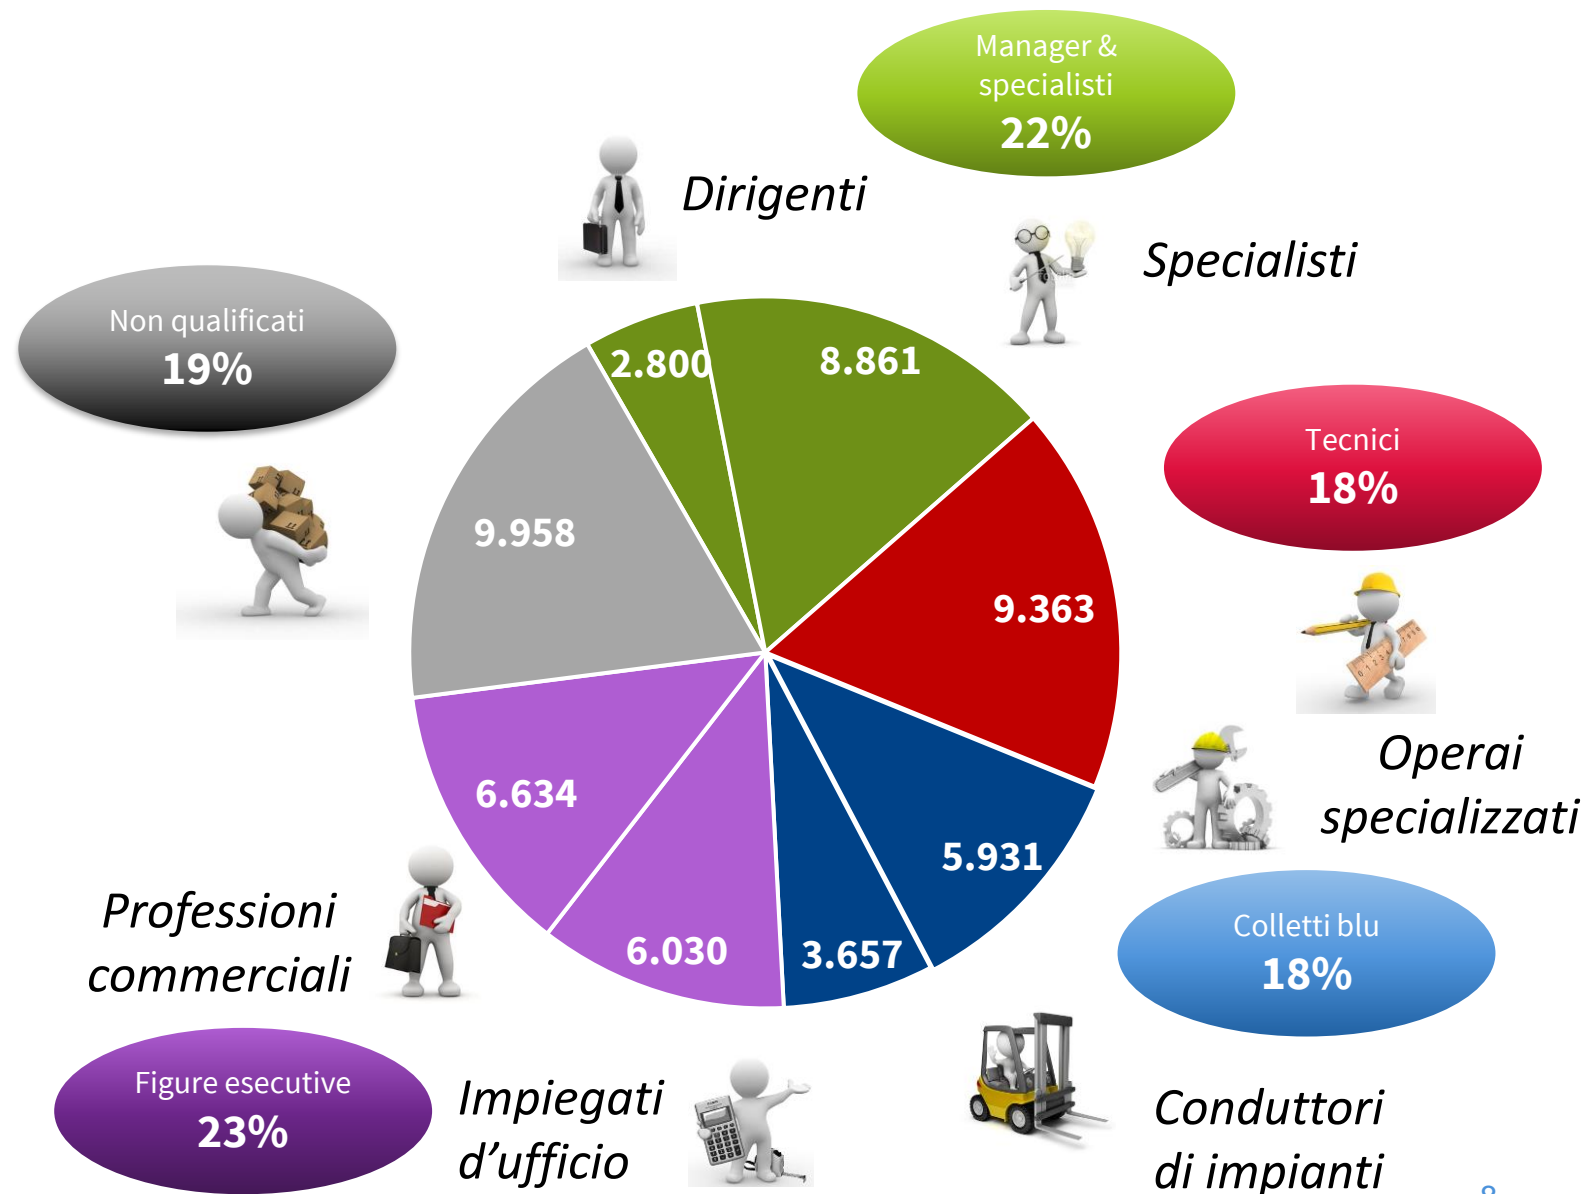 Manager &
specialisti
22%
Dirigenti
Specialisti
Non qualificati
19%
2.800
8.861
Tecnici
18%
9.958
9.363
Operai
specializzati
6.634
5.931
Professioni
commerciali
6.030
3.657
Colletti blu
18%
Figure esecutive
23%
Impiegati
d’ufficio
Conduttori
di impianti
8